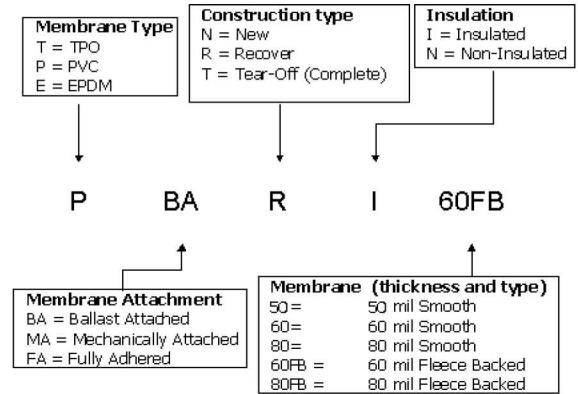 Membrane Type
T = TPO
P = PVC
E = EPDM
Construction type
N = New
R = Recover
T = Tear-Off (Complete)
Insulation
I = Insulated
N = Non-Insulated
P BA R I 60FB
Membrane Attachment
BA = Ballast Attached
MA = Mechanically Attached
FA = Fully Adhered
Membrane (thickness and type)
50= 50 mil Smooth
60= 60 mil Smooth
80= 80 mil Smooth
60FB = 60 mil Fleece Backed
80FB = 80 mil Fleece Backed